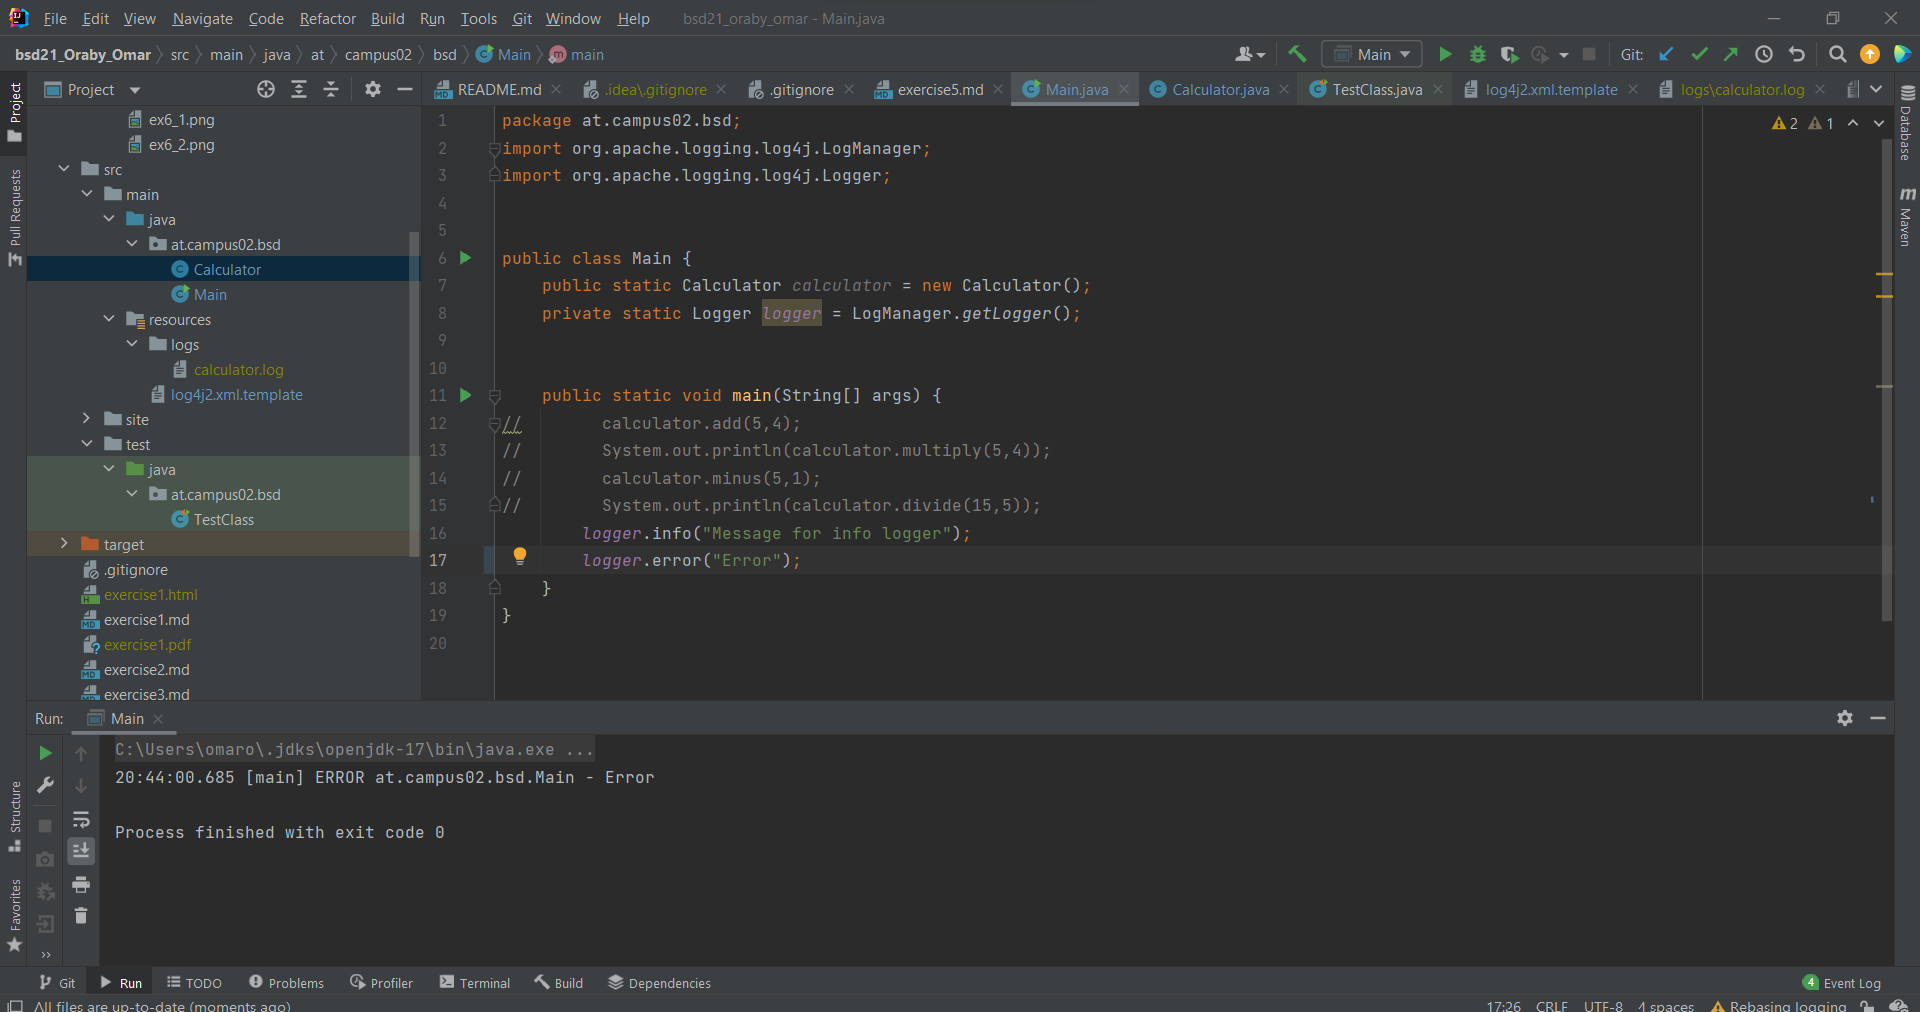 File Edit View Navigate Code Refactor Build Run Tools Git Window Help bsd21_oraby_omar - Main.java
bsd21_Oraby_Omar src main java at campus02 bsd Main main
Main Git:
Project
README.md .idea\.gitignore .gitignore exercise5.md Main.java Calculator.java TestClass.java log4j2.xml.template logs\calculator.log
Project
Pull Requests
Structure
Favorites
ex6_1.png
ex6_2.png
src
main
java
at.campus02.bsd
Calculator
Main
resources
logs
calculator.log
log4j2.xml.template
site
test
java
at.campus02.bsd
TestClass
target
.gitignore
exercise1.html
exercise1.md
exercise1.pdf
exercise2.md
exercise3.md
2 1
1 package at.campus02.bsd;
2 import org.apache.logging.log4j.LogManager;
3 import org.apache.logging.log4j.Logger;
4
5
6 public class Main {
7 public static Calculator calculator = new Calculator();
8 private static Logger logger = LogManager.getLogger();
9
10
11 public static void main(String[] args) {
12 // calculator.add(5,4);
13 // System.out.println(calculator.multiply(5,4));
14 // calculator.minus(5,1);
15 // System.out.println(calculator.divide(15,5));
16 logger.info("Message for info logger");
17 logger.error("Error");
18 }
19 }
20
Database
m Maven
Run: Main
C:\Users\omaro\.jdks\openjdk-17\bin\java.exe ...
20:44:00.685 [main] ERROR at.campus02.bsd.Main - Error
Process finished with exit code 0
Git Run TODO Problems Profiler Terminal Build Dependencies 4 Event Log
All files are up-to-date (moments ago) 17:26 CRLF UTF-8 4 spaces Rebasing logging